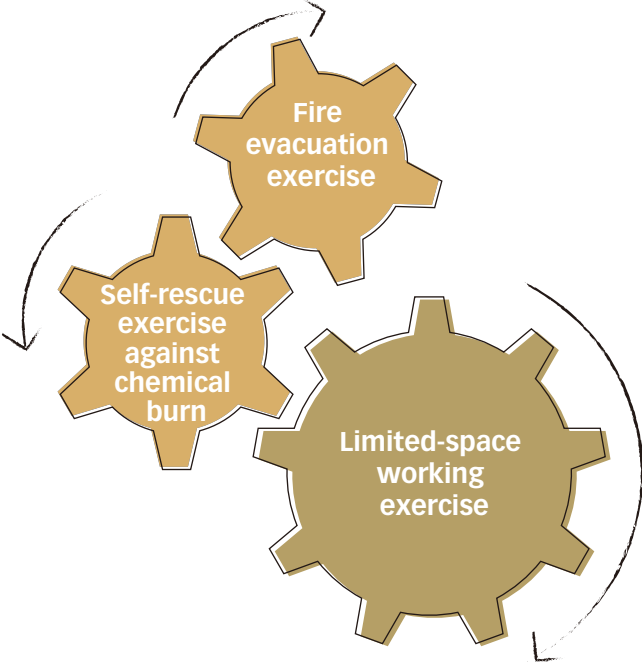 Fire
evacuation
exercise
Self-rescue
exercise
against
chemical
burn
Limited-space
working
exercise